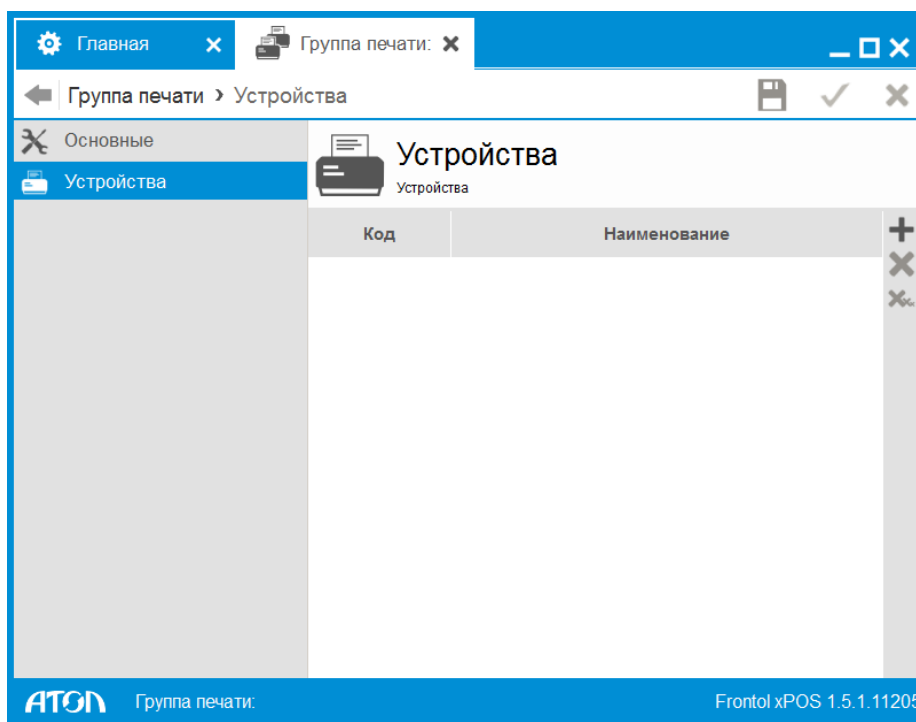 Главная
Группа печати:
Группа печати › Устройства
Основные
Устройства
Устройства
Устройства
Код Наименование
АТОЛ Группа печати: Frontol xPOS 1.5.1.11205